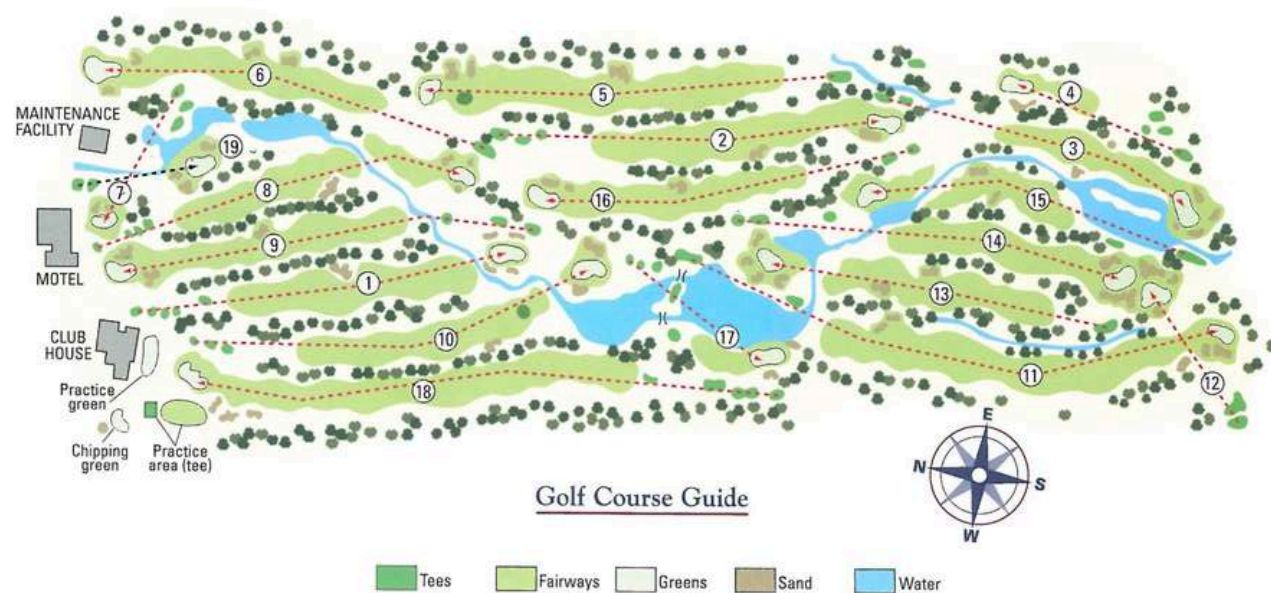 6
5
4
MAINTENANCE
FACILITY
19
2
3
7
8
16
15
9
14
MOTEL
1
13
CLUB
HOUSE
10
17
11
18
12
Practice
green
Chipping
green
Practice
area (tee)
E
N
S
W
Golf Course Guide
Tees
Fairways
Greens
Sand
Water